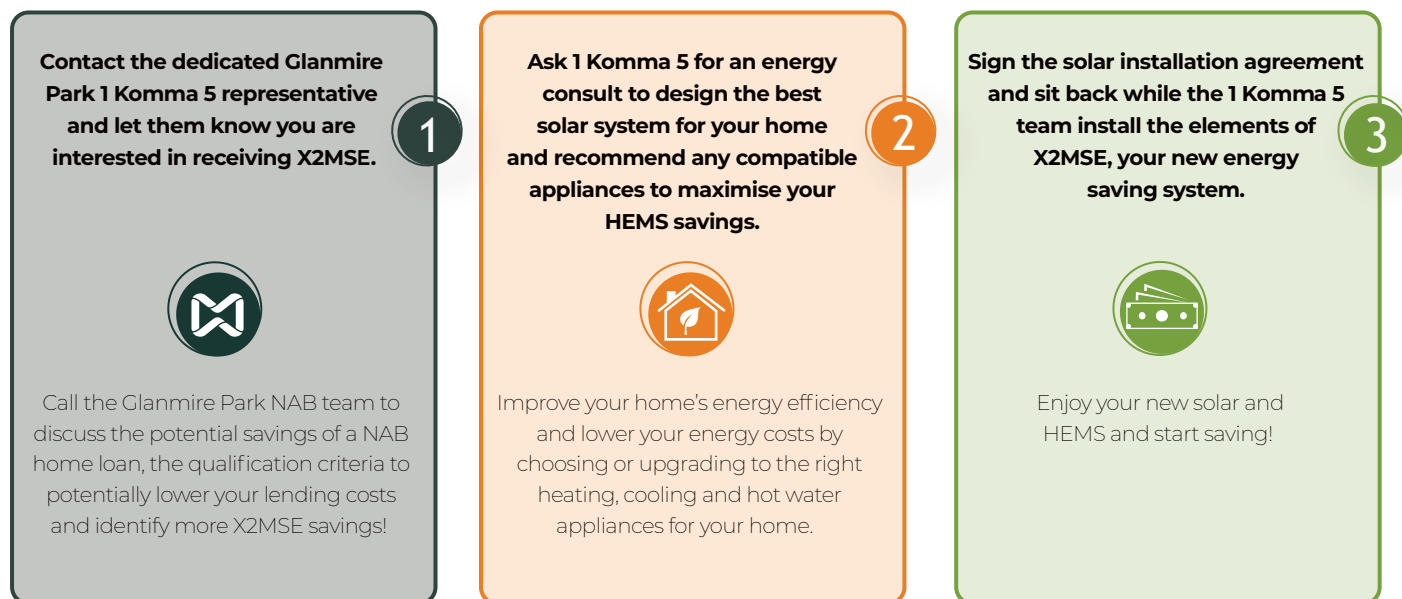 Contact the dedicated Glanmire
Park 1 Komma 5 representative
and let them know you are
interested in receiving X2MSE.
1
Call the Glanmire Park NAB team to
discuss the potential savings of a NAB
home loan, the qualification criteria to
potentially lower your lending costs
and identify more X2MSE savings!
Ask 1 Komma 5 for an energy
consult to design the best
solar system for your home
and recommend any compatible
appliances to maximise your
HEMS savings.
2
Improve your home's energy efficiency
and lower your energy costs by
choosing or upgrading to the right
heating, cooling and hot water
appliances for your home.
Sign the solar installation agreement
and sit back while the 1 Komma 5
team install the elements of
X2MSE, your new energy
saving system.
3
Enjoy your new solar and
HEMS and start saving!